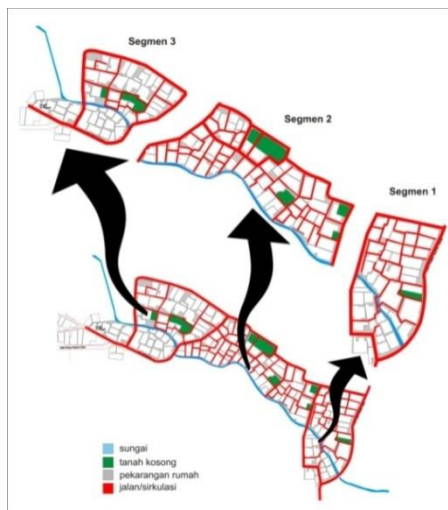 Segmen 3
Segmen 2
Segmen 1
sungai
tanah kosong
pekarangan rumah
jalan/sirkulasi